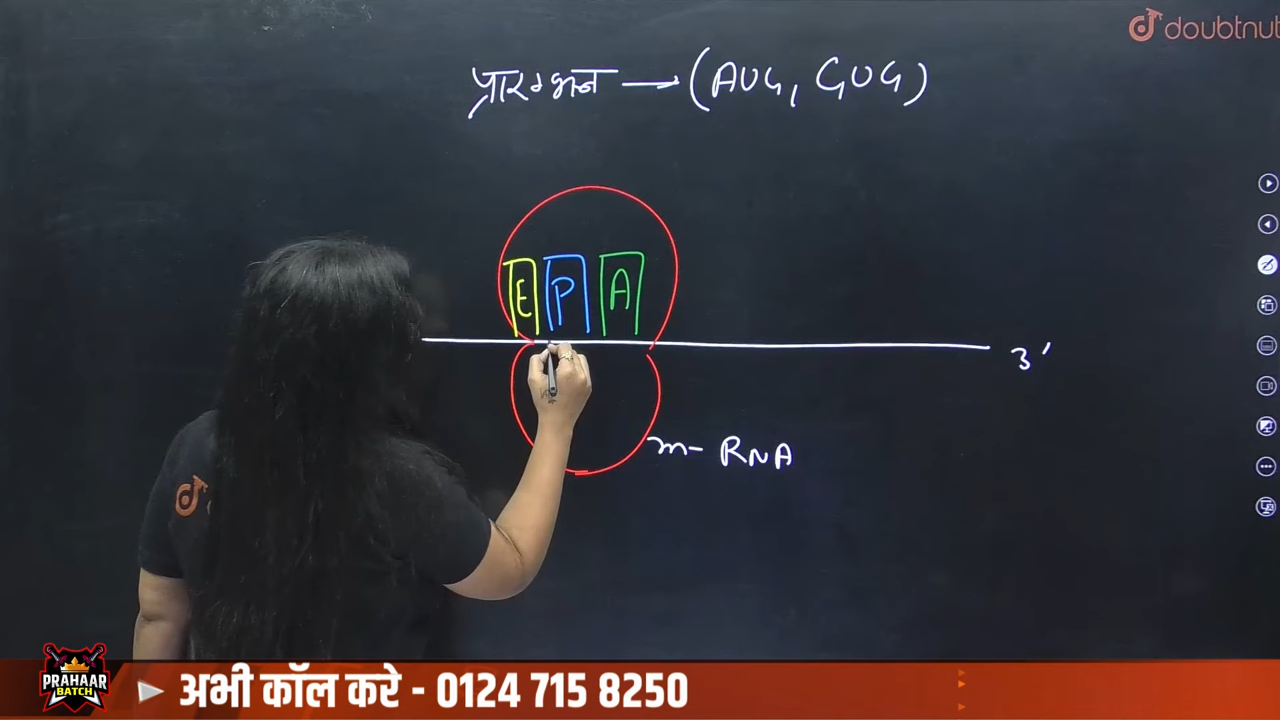 doubtnut
प्रारम्भन → (AUG, GUG)
E P A
3'
m- RNA
PRAHAAR
BATCH
अभी कॉल करे - 0124 715 8250